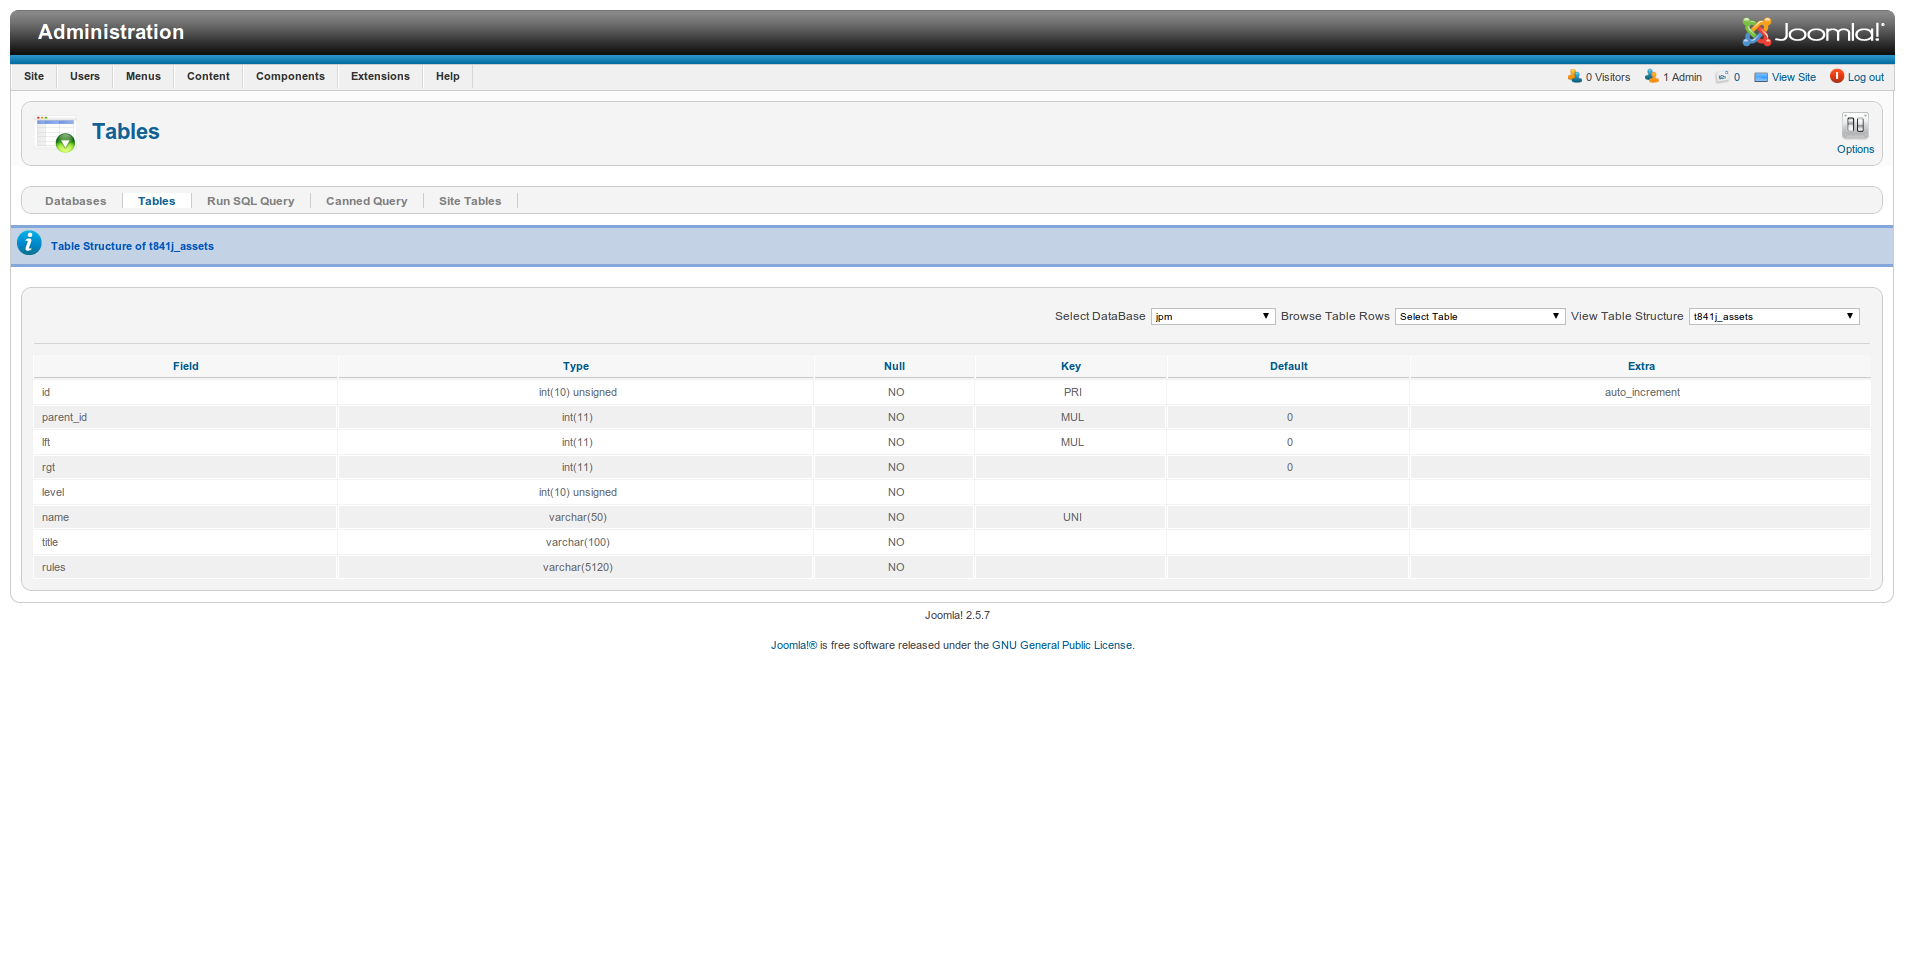 Administration Joomla!
Site Users Menus Content Components Extensions Help 0 Visitors 1 Admin 0 View Site Log out
Tables
Options
Databases Tables Run SQL Query Canned Query Site Tables
Table Structure of t841j_assets
Select DataBase jpm Browse Table Rows Select Table View Table Structure t841j_assets
Field Type Null Key Default Extra
id int(10) unsigned NO PRI auto_increment
parent_id int(11) NO MUL 0
lft int(11) NO MUL 0
rgt int(11) NO 0
level int(10) unsigned NO
name varchar(50) NO UNI
title varchar(100) NO
rules varchar(5120) NO
Joomla! 2.5.7
Joomla!® is free software released under the GNU General Public License.